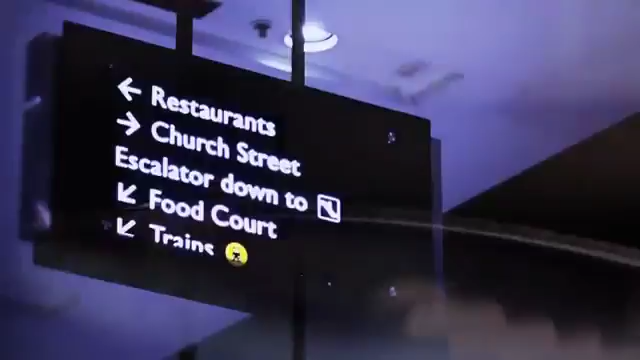 ← Restaurants
→ Church Street
Escalator down to
↙ Food Court
↙ Trains